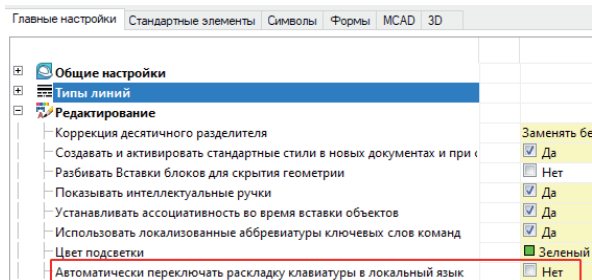 Главные настройки Стандартные элементы Символы Формы MCAD 3D
Общие настройки
Типы линий
Редактирование
Коррекция десятичного разделителя Заменять бе
Создавать и активировать стандартные стили в новых документах и при Да
Разбивать Вставки блоков для скрытия геометрии Нет
Показывать интеллектуальные ручки Да
Устанавливать ассоциативность во время вставки объектов Да
Использовать локализованные аббревиатуры ключевых слов команд Да
Цвет подсветки Зеленый
Автоматически переключать раскладку клавиатуры в локальный язык Нет